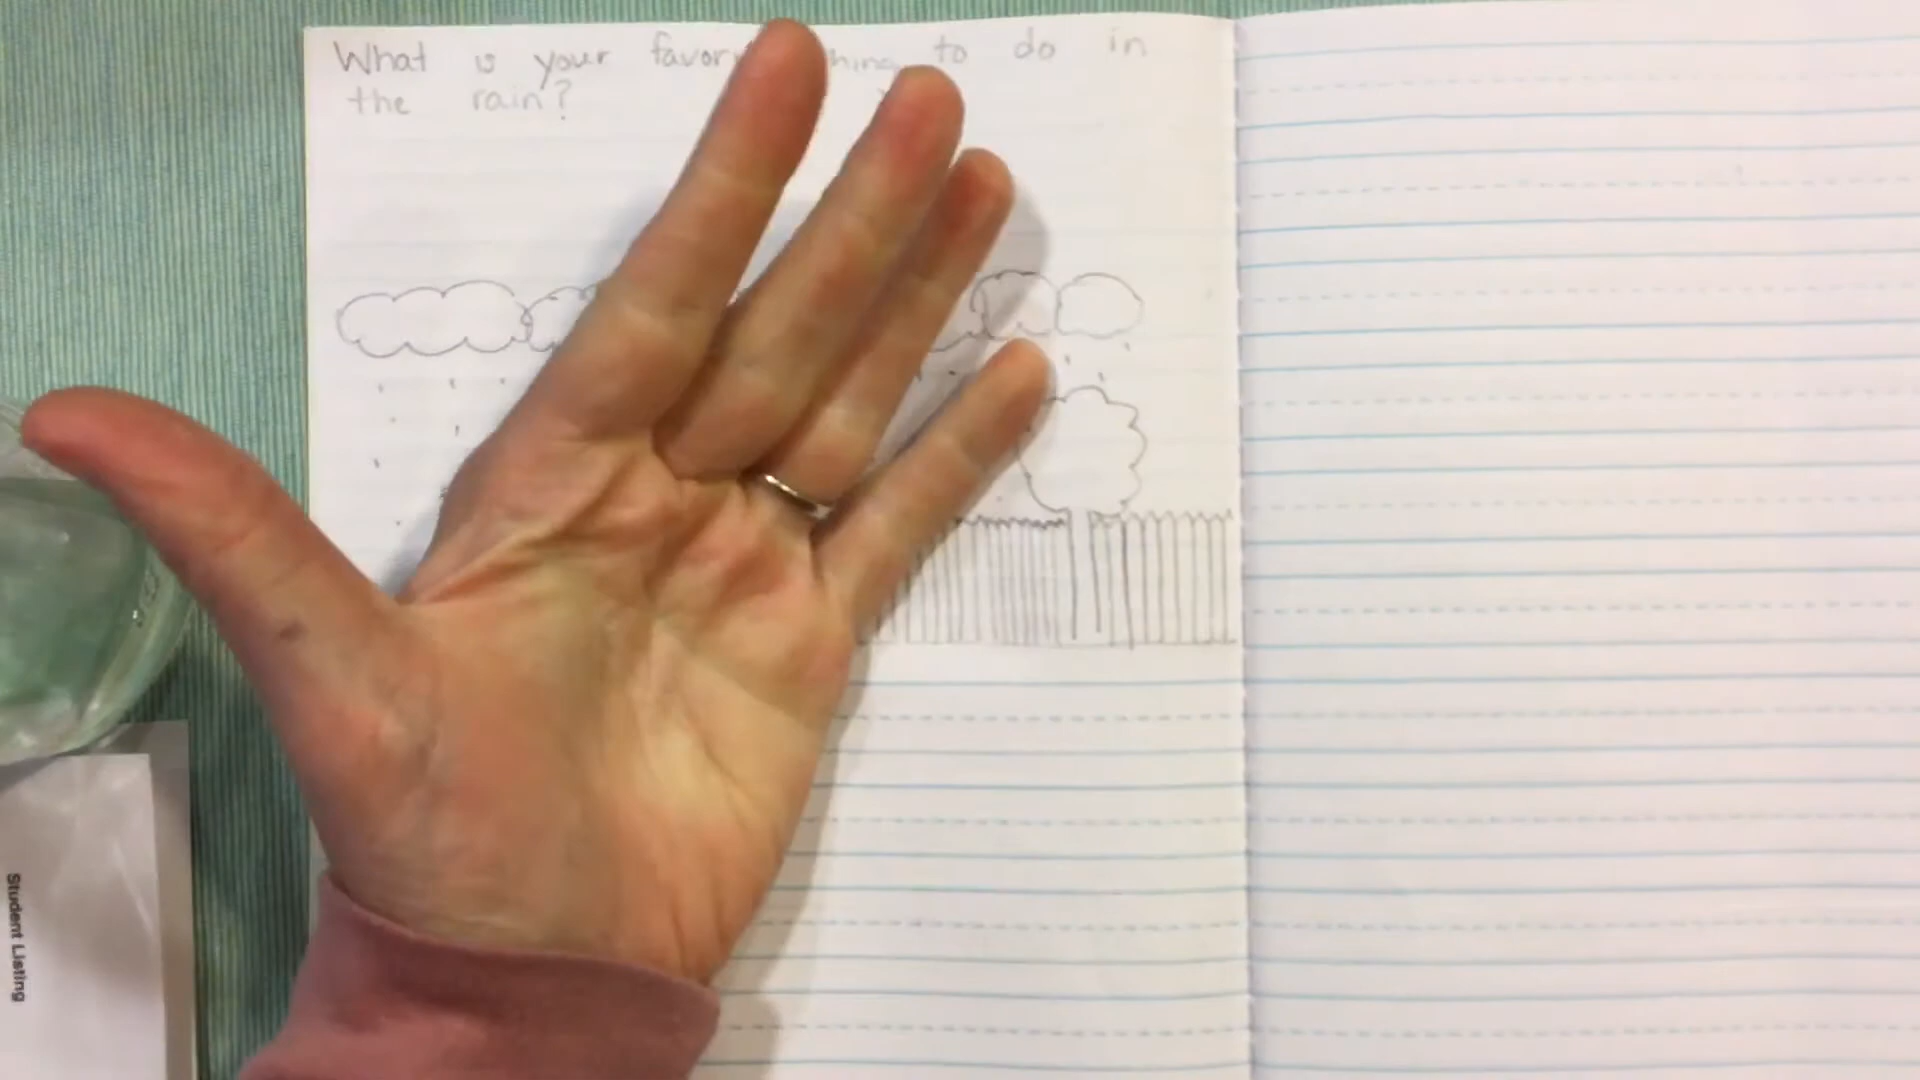 What is your to do in
the rain?
Student Listing